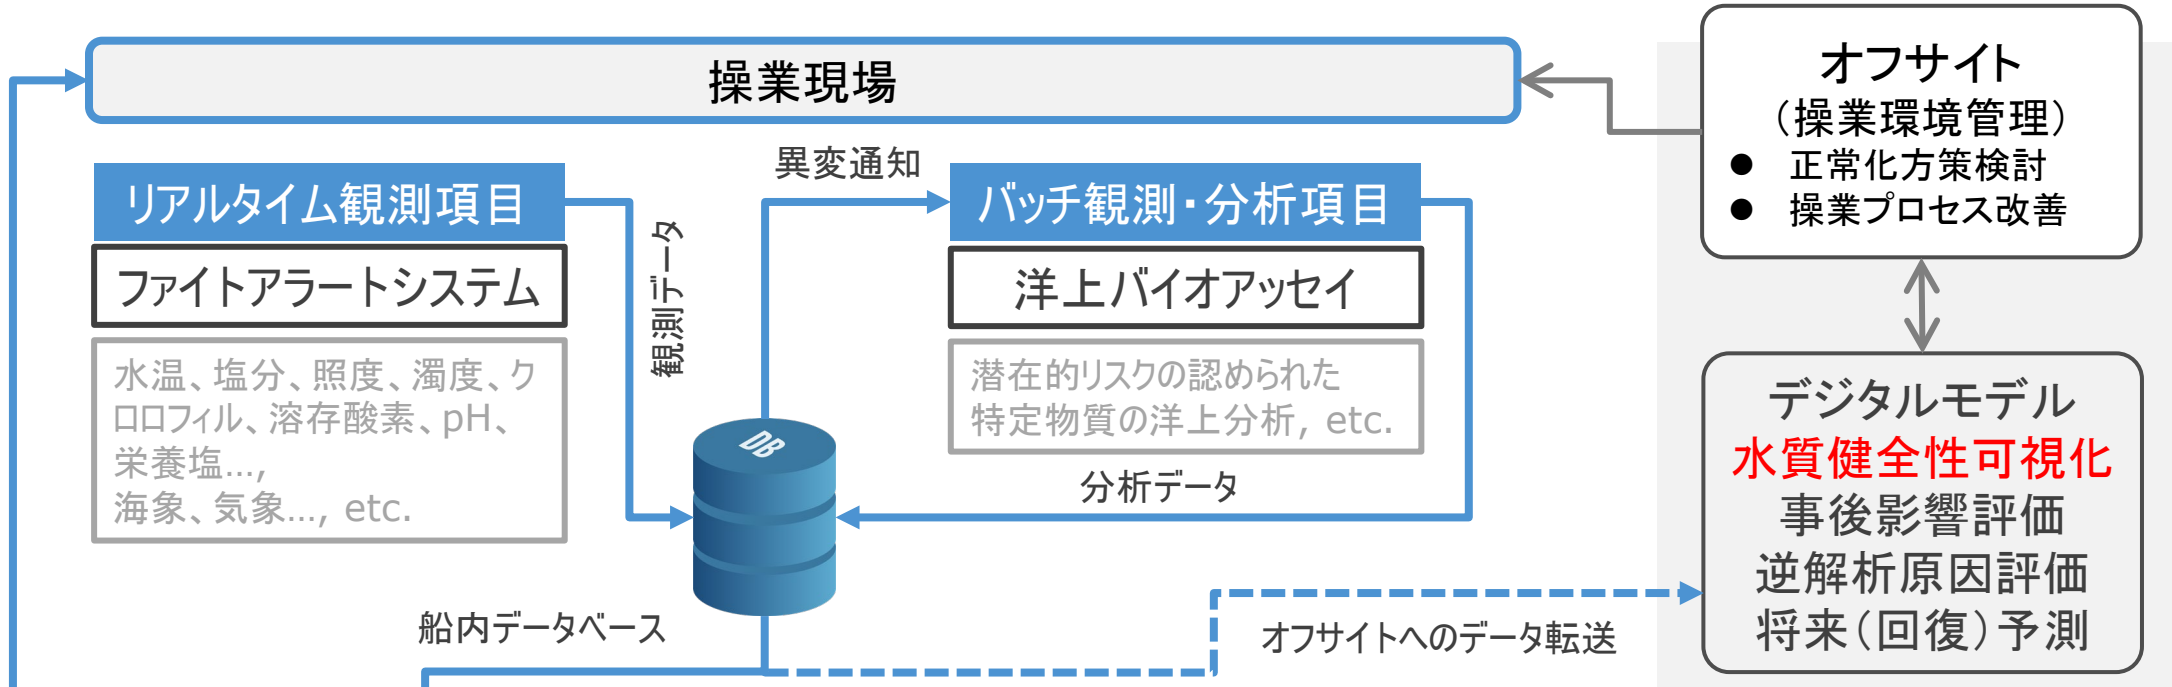 操業現場
オフサイト
（操業環境管理）
● 正常化方策検討
● 操業プロセス改善
異変通知
リアルタイム観測項目
バッチ観測・分析項目
観測データ
ファイトアラートシステム
洋上バイオアッセイ
水温、塩分、照度、濁度、ク
ロロフィル、溶存酸素、pH、
栄養塩…,
海象、気象…, etc.
潜在的リスクの認められた
特定物質の洋上分析, etc.
DB
分析データ
デジタルモデル
水質健全性可視化
事後影響評価
逆解析原因評価
将来（回復）予測
船内データベース
オフサイトへのデータ転送